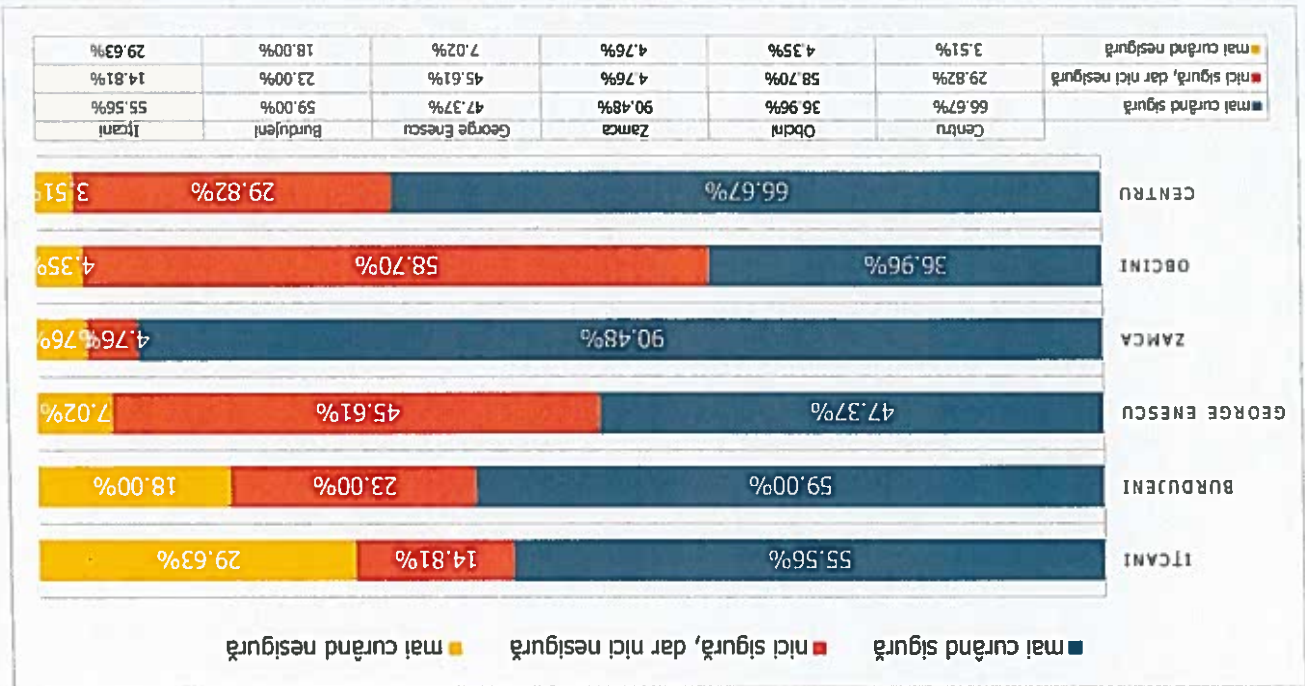 mai curând sigură nici sigură, dar nici nesigură mai curând nesigură
IȚCANI 55.56% 14.81% 29.63%
BURDUJENI 59.00% 23.00% 18.00%
GEORGE ENESCU 47.37% 45.61% 7.02%
ZAMCA 90.48% 4.76% 4.76%
OBCINI 36.96% 58.70% 4.35%
CENTRU 66.67% 29.82% 3.51%
Centru Obcini Zamca George Enescu Burdujeni Ițcani
mai curând sigură 66.67% 36.96% 90.48% 47.37% 59.00% 55.56%
nici sigură, dar nici nesigură 29.82% 58.70% 4.76% 45.61% 23.00% 14.81%
mai curând nesigură 3.51% 4.35% 4.76% 7.02% 18.00% 29.63%